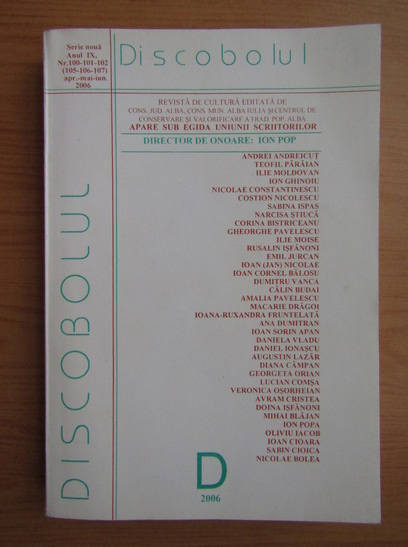 Serie nouă
Anul IX,
Nr.100-101-102
(105-106-107)
apr.-mai-iun.
2006
Discobolul
REVISTĂ DE CULTURĂ EDITATĂ DE
CONS. JUD. ALBA, CONS. MUN. ALBA IULIA ȘI CENTRUL DE
CONSERVARE ȘI VALORIFICARE A TRAD. POP. ALBA
APARE SUB EGIDA UNIUNII SCRIITORILOR
DIRECTOR DE ONOARE: ION POP
ANDREI ANDREICUȚ
TEOFIL PĂRĂIAN
ILIE MOLDOVAN
ION GHINOIU
NICOLAE CONSTANTINESCU
COSTION NICOLESCU
SABINA ISPAS
NARCISA ȘTIUCĂ
CORINA BISTRICEANU
GHEORGHE PAVELESCU
ILIE MOISE
RUSALIN IȘFĂNONI
EMIL JURCAN
IOAN (JAN) NICOLAE
IOAN CORNEL BĂLOSU
DUMITRU VANCA
CĂLIN BUDAI
AMALIA PAVELESCU
MACARIE DRĂGOI
IOANA-RUXANDRA FRUNTELATĂ
ANA DUMITRAN
IOAN SORIN APAN
DANIELA VLADU
DANIEL IONAȘCU
AUGUSTIN LAZĂR
DIANA CÂMPAN
GEORGETA ORIAN
LUCIAN COMȘA
VERONICA OȘORHEIAN
AVRAM CRISTEA
DOINA IȘFĂNONI
MIHAI BLĂJAN
ION POPA
OLIVIU IACOB
IOAN CIOARA
SABIN CIOICA
NICOLAE BOLEA
DISCOBOLUL
D
2006